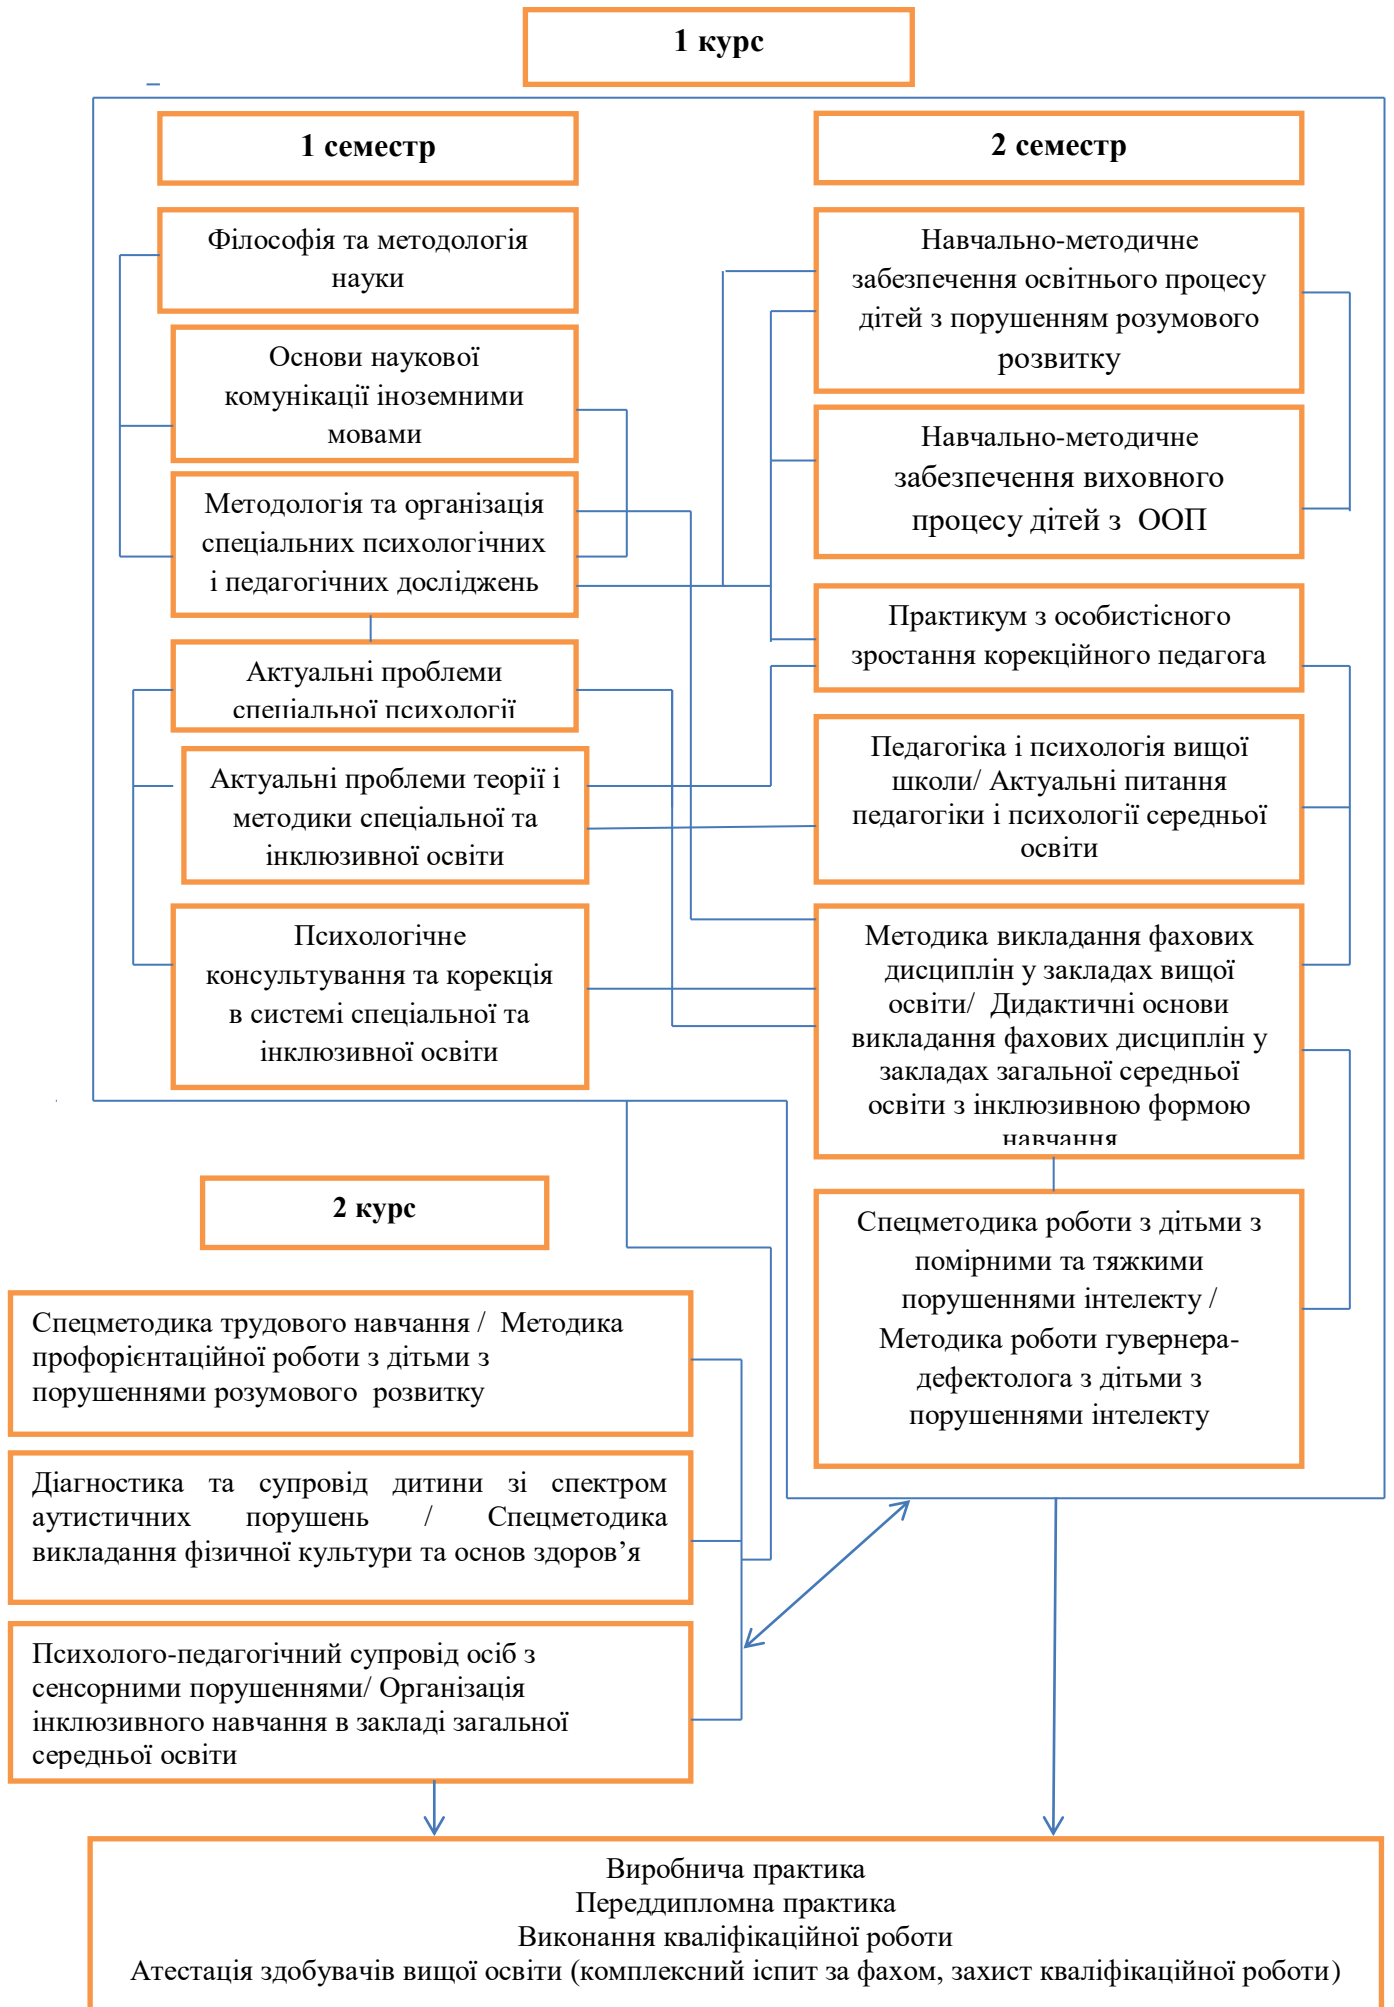 1 курс
1 семестр
Філософія та методологія
науки
Основи наукової
комунікації іноземними
мовами
Методологія та організація
спеціальних психологічних
і педагогічних досліджень
Актуальні проблеми
спеціальної психології
Актуальні проблеми теорії і
методики спеціальної та
інклюзивної освіти
Психологічне
консультування та корекція
в системі спеціальної та
інклюзивної освіти
2 семестр
Навчально-методичне
забезпечення освітнього процесу
дітей з порушенням розумового
розвитку
Навчально-методичне
забезпечення виховного
процесу дітей з ООП
Практикум з особистісного
зростання корекційного педагога
Педагогіка і психологія вищої
школи/ Актуальні питання
педагогіки і психології середньої
освіти
Методика викладання фахових
дисциплін у закладах вищої
освіти/ Дидактичні основи
викладання фахових дисциплін у
закладах загальної середньої
освіти з інклюзивною формою
навчання
Спецметодика роботи з дітьми з
помірними та тяжкими
порушеннями інтелекту /
Методика роботи гувернера-
дефектолога з дітьми з
порушеннями інтелекту
2 курс
Спецметодика трудового навчання / Методика
профорієнтаційної роботи з дітьми з
порушеннями розумового розвитку
Діагностика та супровід дитини зі спектром
аутистичних порушень / Спецметодика
викладання фізичної культури та основ здоров’я
Психолого-педагогічний супровід осіб з
сенсорними порушеннями/ Організація
інклюзивного навчання в закладі загальної
середньої освіти
Виробнича практика
Переддипломна практика
Виконання кваліфікаційної роботи
Атестація здобувачів вищої освіти (комплексний іспит за фахом, захист кваліфікаційної роботи)